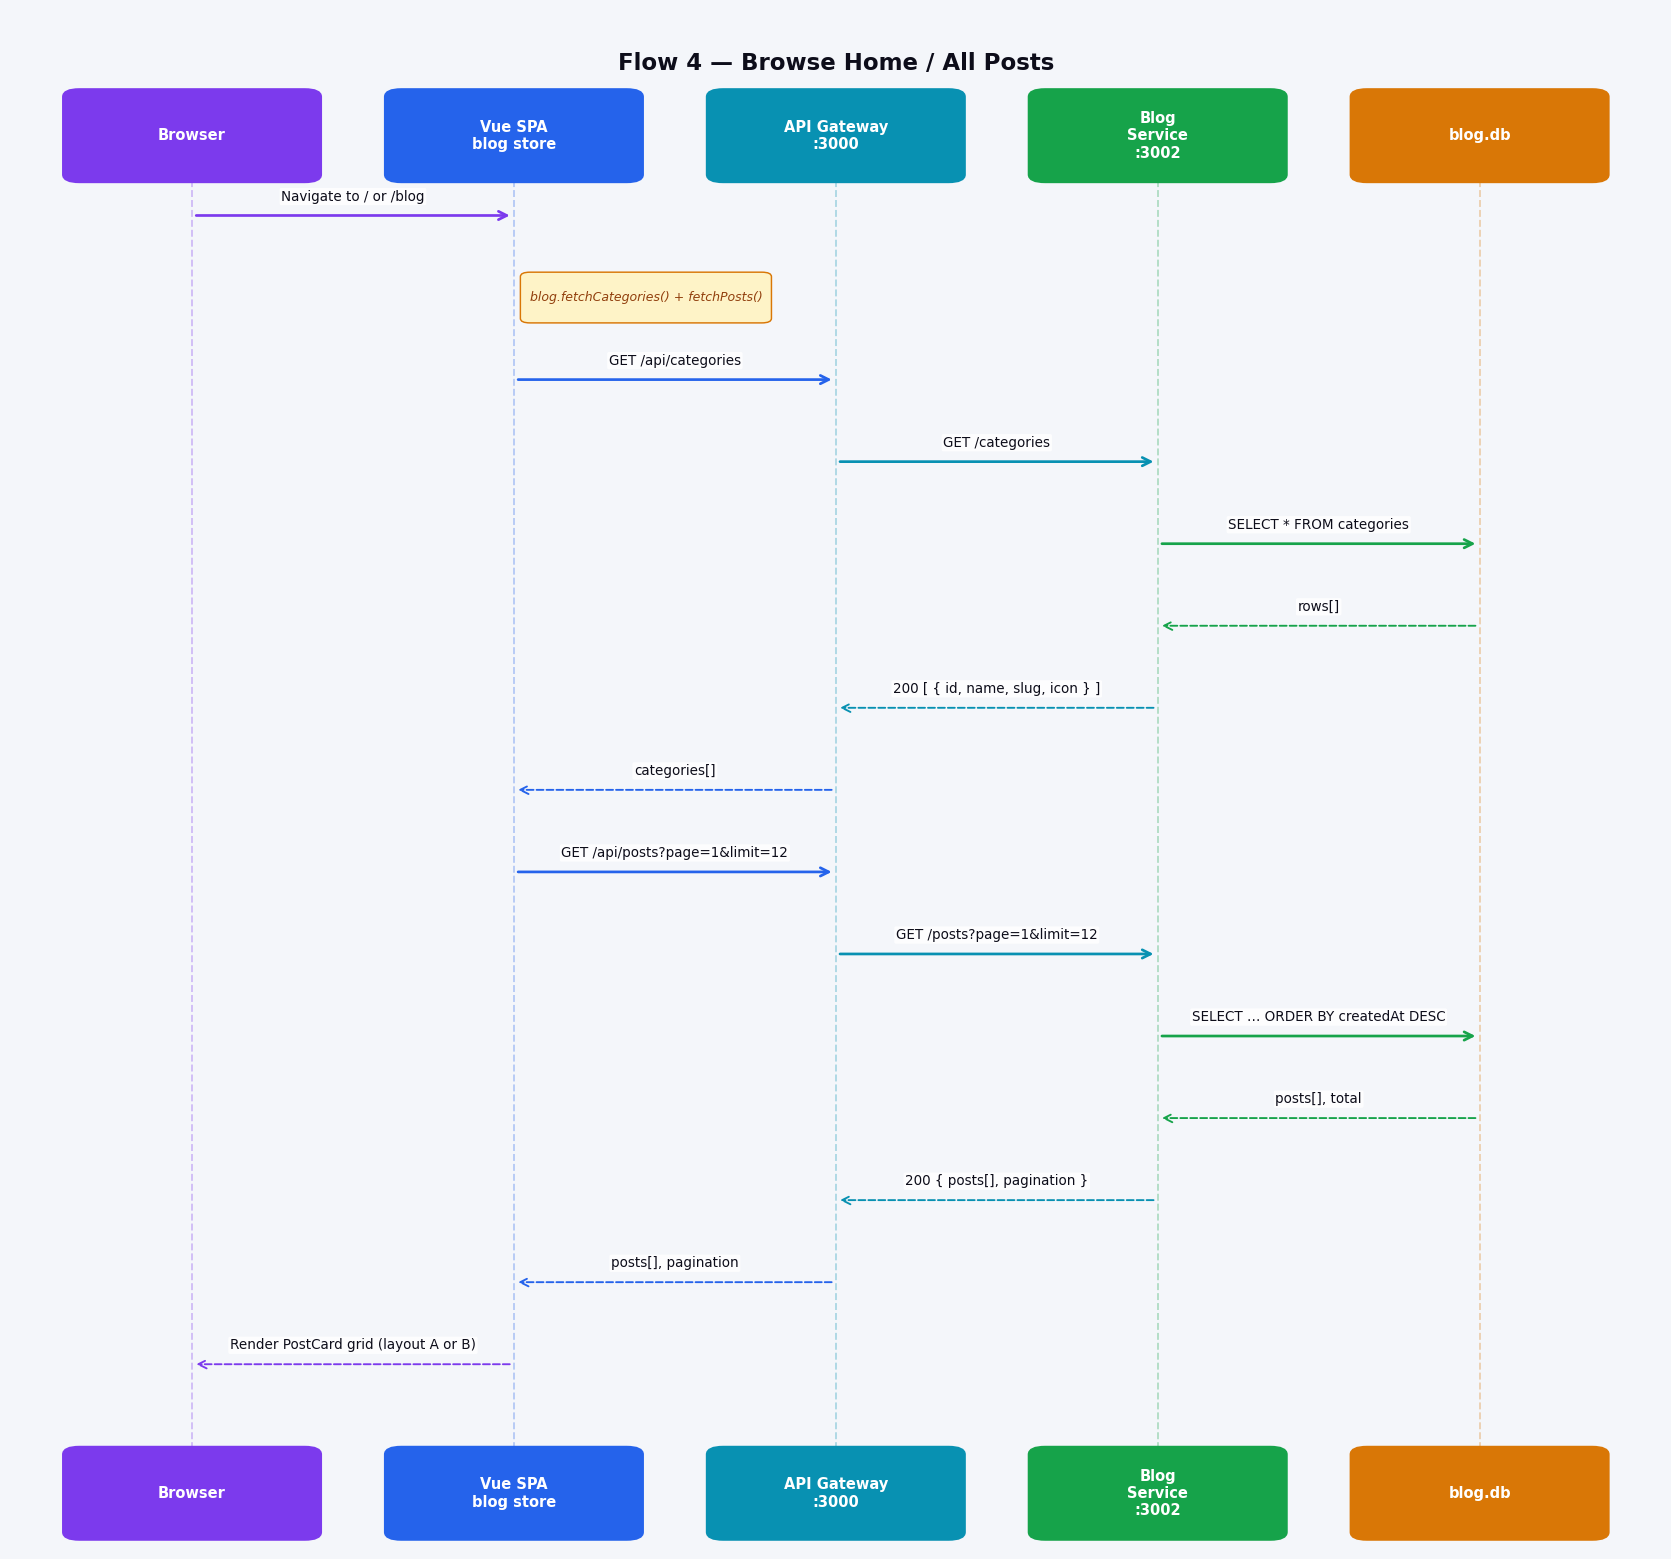 Flow 4 — Browse Home / All Posts
Browser
Vue SPA
blog store
API Gateway
:3000
Blog
Service
:3002
blog.db
Navigate to / or /blog
blog.fetchCategories() + fetchPosts()
GET /api/categories
GET /categories
SELECT * FROM categories
rows[]
200 [ { id, name, slug, icon } ]
categories[]
GET /api/posts?page=1&limit=12
GET /posts?page=1&limit=12
SELECT … ORDER BY createdAt DESC
posts[], total
200 { posts[], pagination }
posts[], pagination
Render PostCard grid (layout A or B)
Browser
Vue SPA
blog store
API Gateway
:3000
Blog
Service
:3002
blog.db